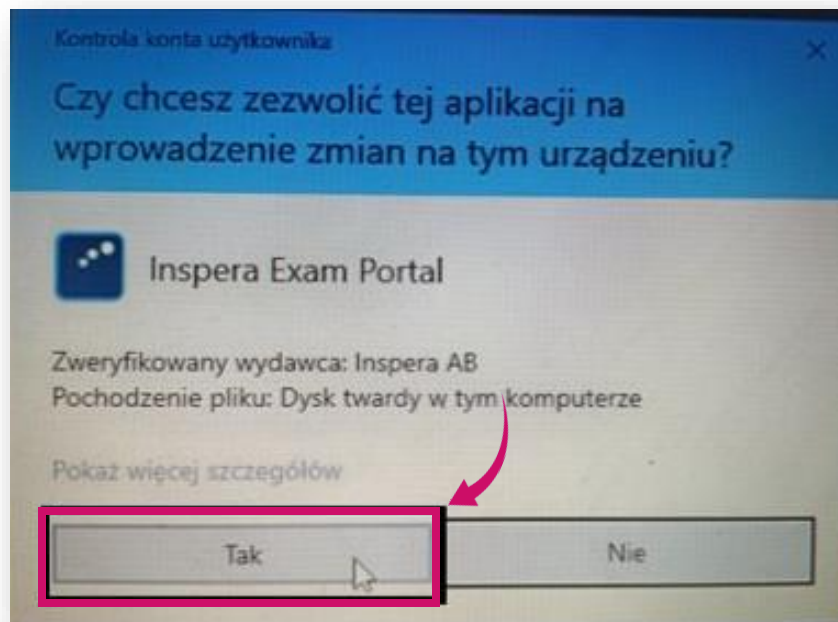 Kontrola konta użytkownika
Czy chcesz zezwolić tej aplikacji na
wprowadzenie zmian na tym urządzeniu?
Inspera Exam Portal
Zweryfikowany wydawca: Inspera AB
Pochodzenie pliku: Dysk twardy w tym komputerze
Pokaż więcej szczegółów
Tak
Nie